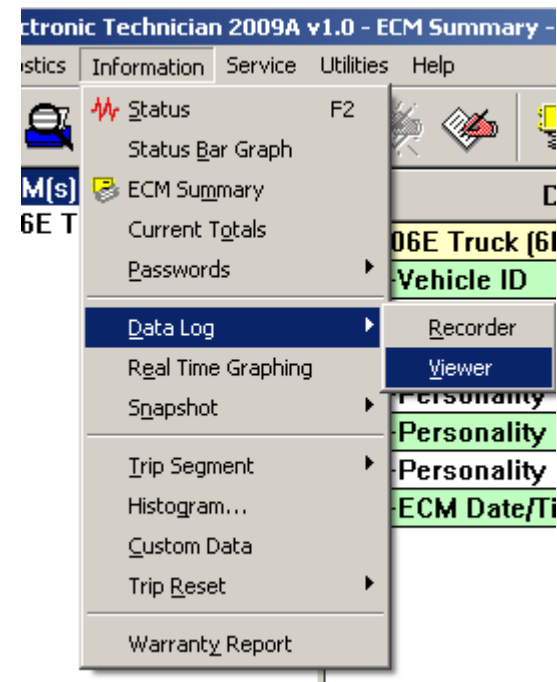 ctronic Technician 2009A v1.0 - ECM Summary -
ostics Information Service Utilities Help
Status F2
Status Bar Graph
ECM Summary
Current Totals
Passwords
Data Log
Real Time Graphing
Snapshot
Trip Segment
Histogram...
Custom Data
Trip Reset
Warranty Report
Recorder
Viewer
M(s)
6E T
D
06E Truck (6
-Vehicle ID
-Personality
-Personality
-Personality
-ECM Date/Ti